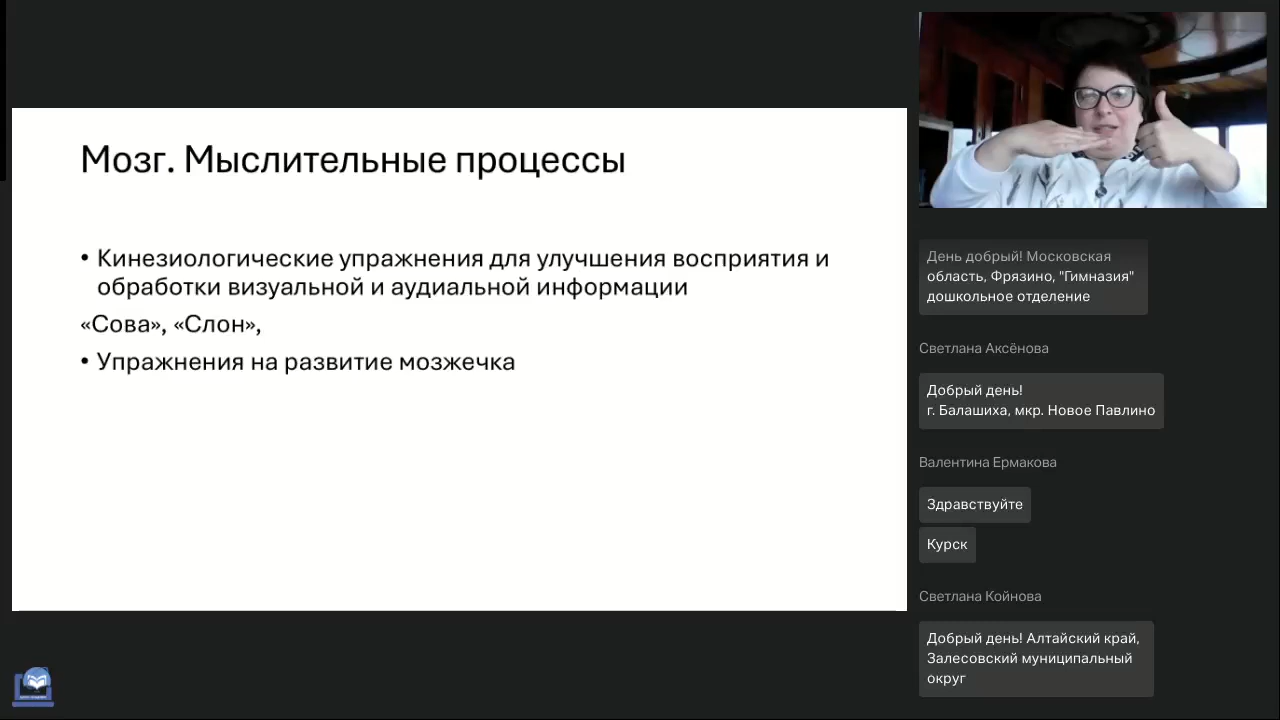 Мозг. Мыслительные процессы
• Кинезиологические упражнения для улучшения восприятия и
обработки визуальной и аудиальной информации
«Сова», «Слон»,
• Упражнения на развитие мозжечка
День добрый! Московская
область, Фрязино, "Гимназия"
дошкольное отделение
Светлана Аксёнова
Добрый день!
г. Балашиха, мкр. Новое Павлино
Валентина Ермакова
Здравствуйте
Курск
Светлана Койнова
Добрый день! Алтайский край,
Залесовский муниципальный
округ